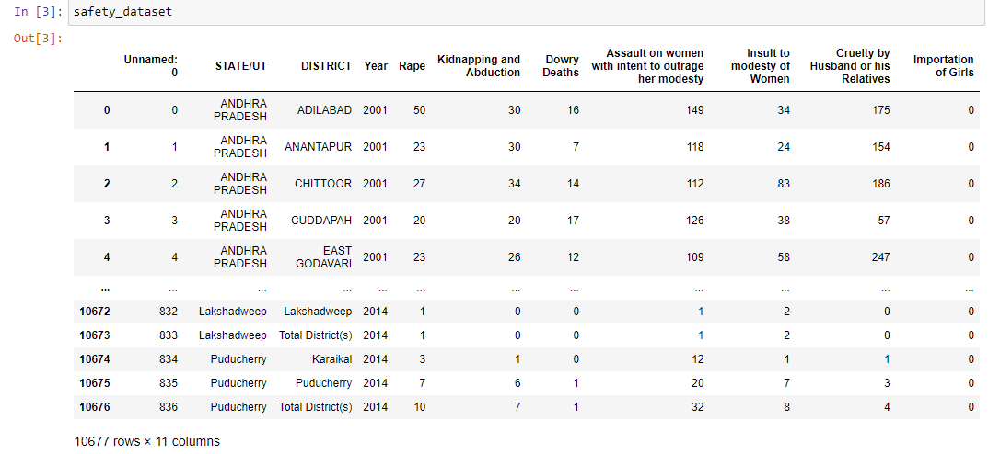 In [3]: safety_dataset
Out[3]:
Unnamed: 0 STATE/UT DISTRICT Year Rape Kidnapping and Abduction Dowry Deaths Assault on women with intent to outrage her modesty Insult to modesty of Women Cruelty by Husband or his Relatives Importation of Girls
0 0 ANDHRA PRADESH ADILABAD 2001 50 30 16 149 34 175 0
1 1 ANDHRA PRADESH ANANTAPUR 2001 23 30 7 118 24 154 0
2 2 ANDHRA PRADESH CHITTOOR 2001 27 34 14 112 83 186 0
3 3 ANDHRA PRADESH CUDDAPAH 2001 20 20 17 126 38 57 0
4 4 ANDHRA PRADESH EAST GODAVARI 2001 23 26 12 109 58 247 0
... ... ... ... ... ... ... ... ... ... ... ...
10672 832 Lakshadweep Lakshadweep 2014 1 0 0 1 2 0 0
10673 833 Lakshadweep Total District(s) 2014 1 0 0 1 2 0 0
10674 834 Puducherry Karaikal 2014 3 1 0 12 1 1 0
10675 835 Puducherry Puducherry 2014 7 6 1 20 7 3 0
10676 836 Puducherry Total District(s) 2014 10 7 1 32 8 4 0
10677 rows × 11 columns